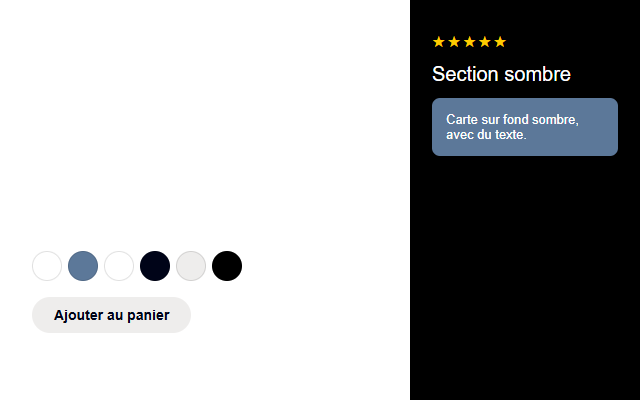 ★★★★★
Section sombre
Carte sur fond sombre,
avec du texte.
Ajouter au panier